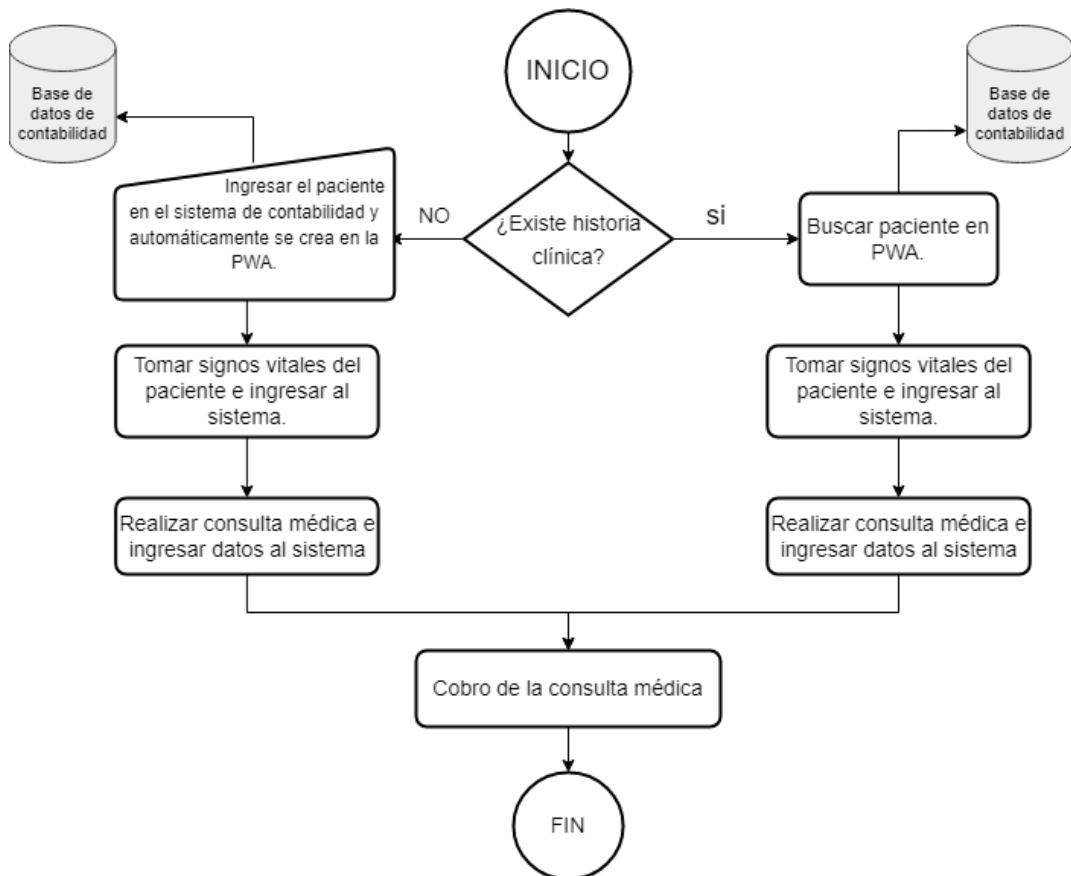 INICIO
Base de
datos de
contabilidad
Base de
datos de
contabilidad
Ingresar el paciente
en el sistema de contabilidad y
automáticamente se crea en la
PWA.
NO
¿Existe historia
clínica?
si
Buscar paciente en
PWA.
Tomar signos vitales del
paciente e ingresar al
sistema.
Tomar signos vitales del
paciente e ingresar al
sistema.
Realizar consulta médica e
ingresar datos al sistema
Realizar consulta médica e
ingresar datos al sistema
Cobro de la consulta médica
FIN